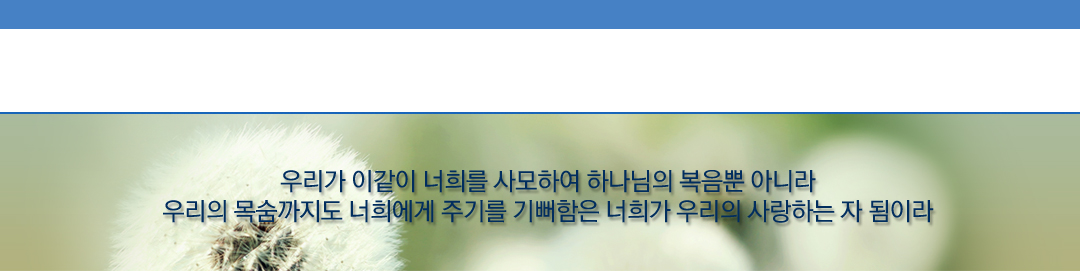 우리가 이같이 너희를 사모하여 하나님의 복음뿐 아니라
우리의 목숨까지도 너희에게 주기를 기뻐함은 너희가 우리의 사랑하는 자 됨이라